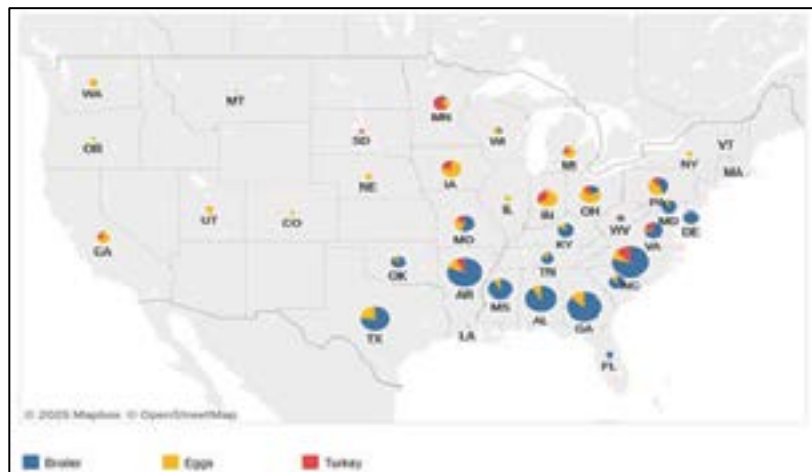 WA
MT
MN
VT
OR
SD
WI
MI
NY
MA
IA
NE
PA
UT
CO
IL
IN
OH
MD
DE
CA
MO
KY
WV
VA
OK
TN
NC
AR
MS
AL
GA
TX
LA
FL
© 2025 Mapbox © OpenStreetMap
Broiler Eggs Turkey